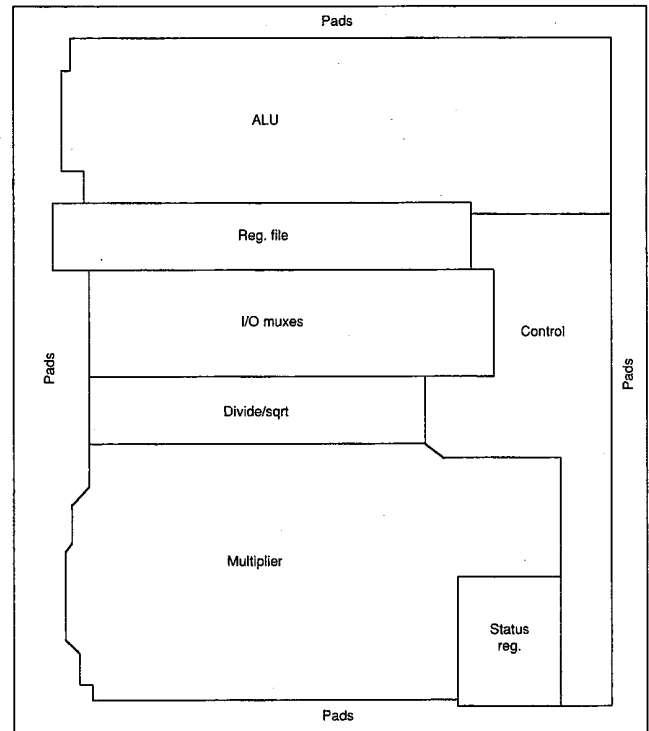 Pads
ALU
Reg. file
I/O muxes
Control
Pads
Pads
Divide/sqrt
Multiplier
Status
reg.
Pads